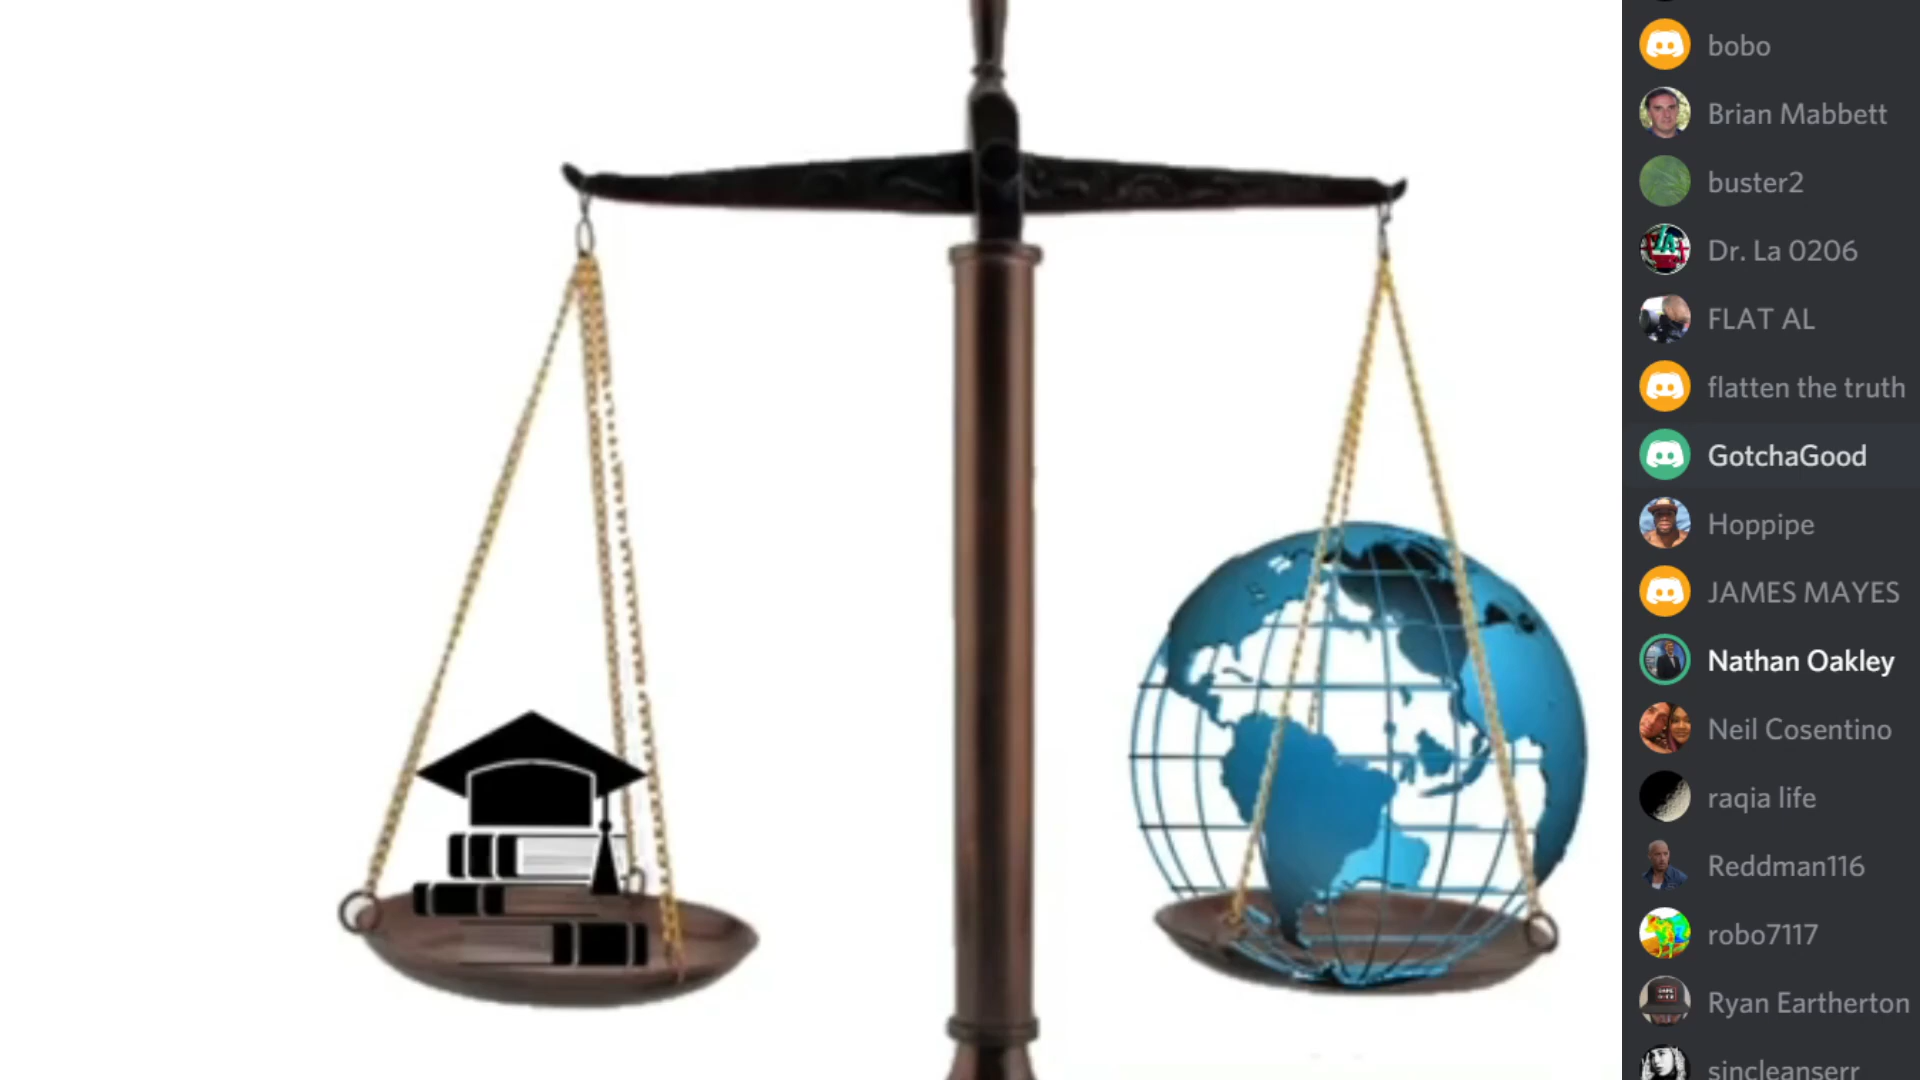 bobo
Brian Mabbett
buster2
Dr. La 0206
FLAT AL
flatten the truth
GotchaGood
Hoppipe
JAMES MAYES
Nathan Oakley
Neil Cosentino
raqia life
Reddman116
robo7117
Ryan Eartherton
sincleanserr